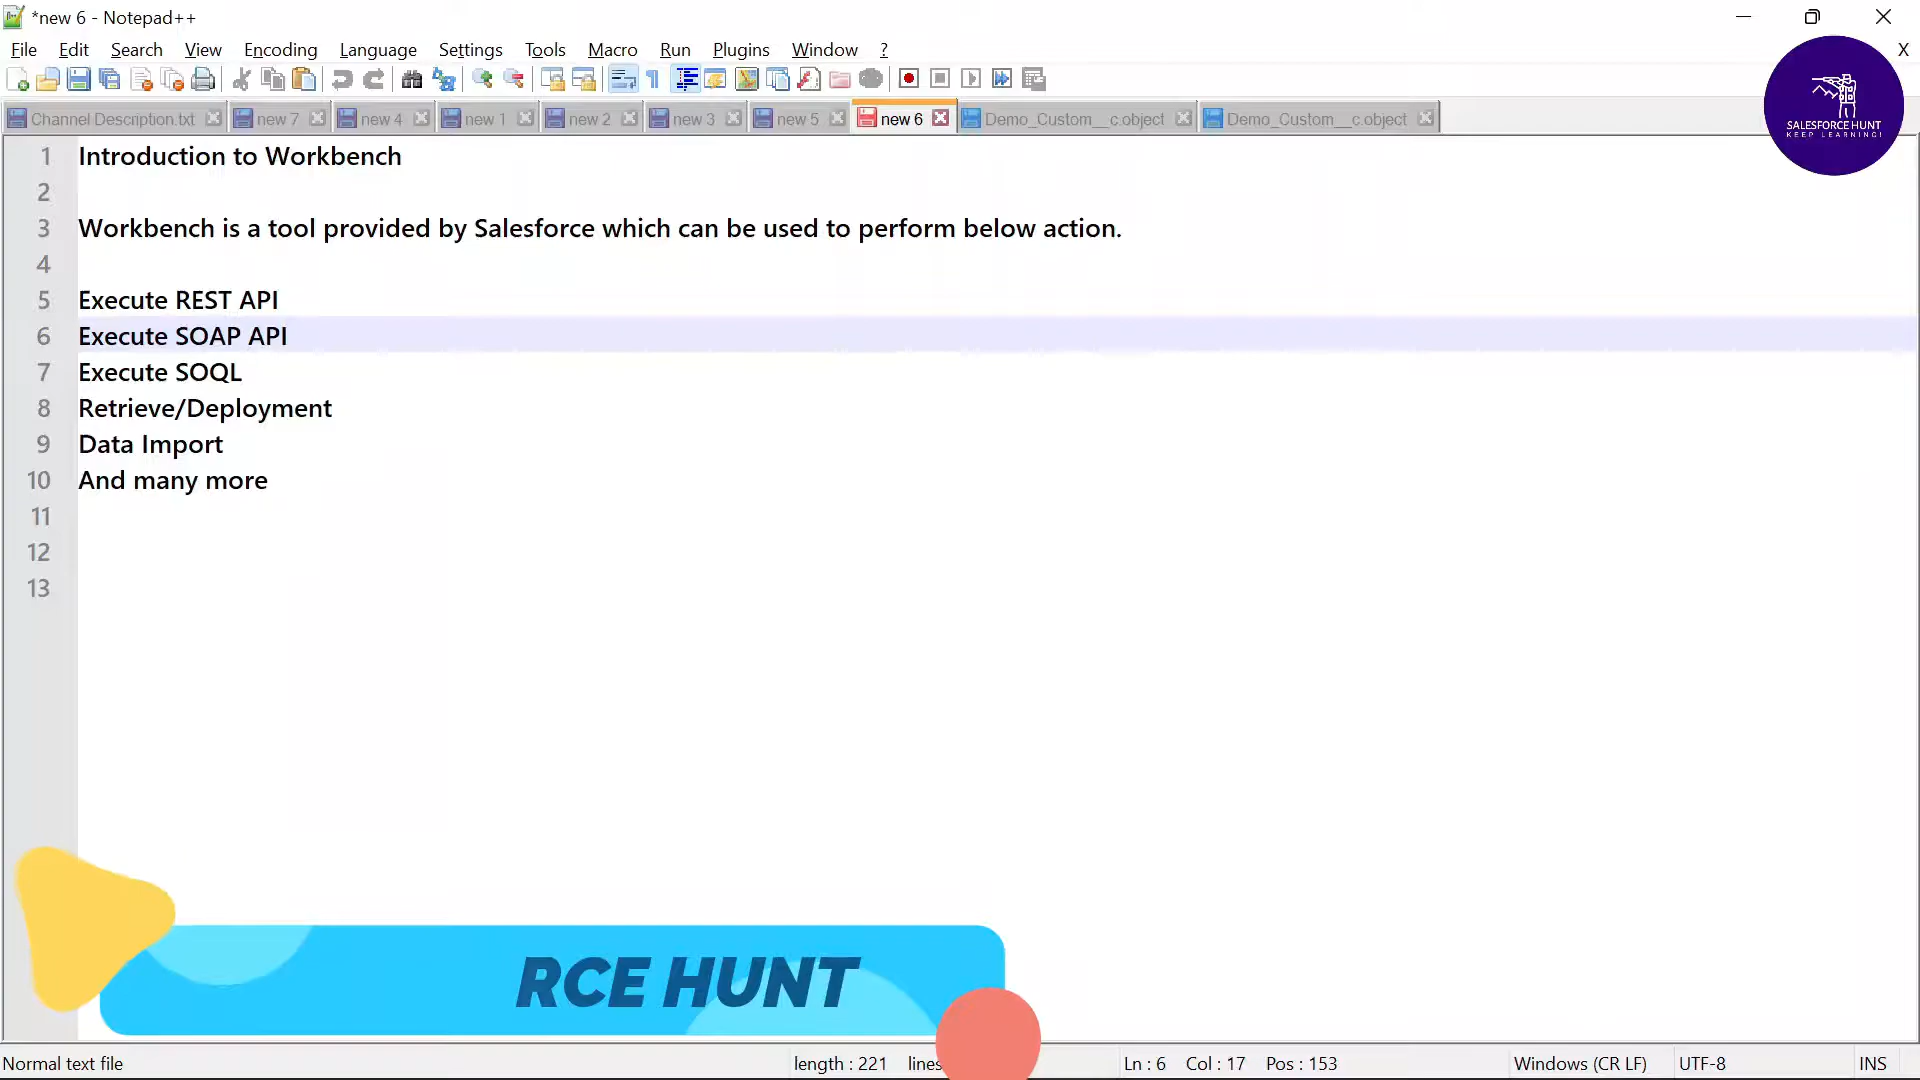 *new 6 - Notepad++
File Edit Search View Encoding Language Settings Tools Macro Run Plugins Window ? X
Channel Description.txt new 7 new 4 new 1 new 2 new 3 new 5 new 6 Demo_Custom__c.object Demo_Custom__c.object
SALESFORCE HUNT
KEEP LEARNING!
1 Introduction to Workbench
2
3 Workbench is a tool provided by Salesforce which can be used to perform below action.
4
5 Execute REST API
6 Execute SOAP API
7 Execute SOQL
8 Retrieve/Deployment
9 Data Import
10 And many more
11
12
13
RCE HUNT
Normal text file length : 221 lines Ln : 6 Col : 17 Pos : 153 Windows (CR LF) UTF-8 INS